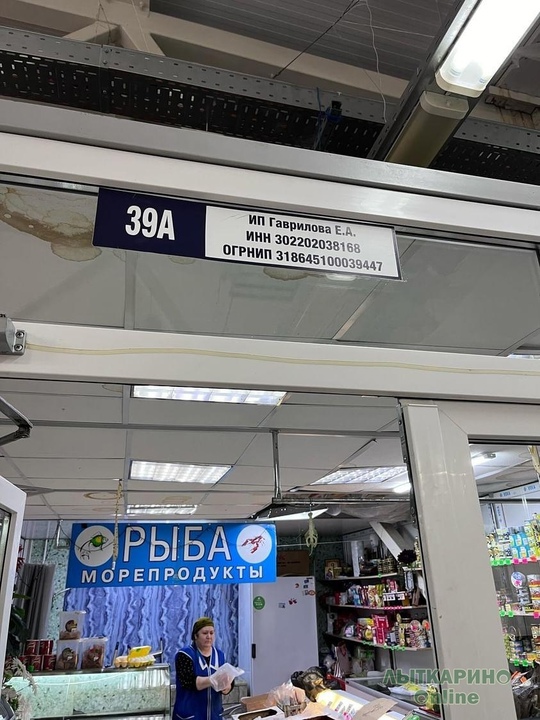 39А
ИП Гаврилова Е.А.
ИНН 302202038168
ОГРНИП 318645100039447
РЫБА
МОРЕПРОДУКТЫ
ЛЫТКАРИНО
online